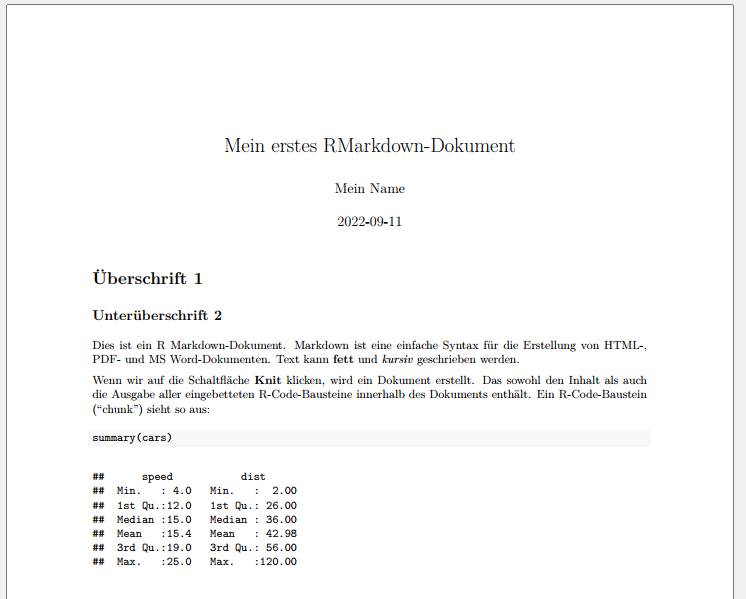 Mein erstes RMarkdown-Dokument
Mein Name
2022-09-11
Überschrift 1
Unterüberschrift 2
Dies ist ein R Markdown-Dokument. Markdown ist eine einfache Syntax für die Erstellung von HTML-,
PDF- und MS Word-Dokumenten. Text kann fett und kursiv geschrieben werden.
Wenn wir auf die Schaltfläche Knit klicken, wird ein Dokument erstellt. Das sowohl den Inhalt als auch
die Ausgabe aller eingebetteten R-Code-Bausteine innerhalb des Dokuments enthält. Ein R-Code-Baustein
(“chunk”) sieht so aus:
summary(cars)
##      speed           dist
##  Min.   : 4.0   Min.   :  2.00
##  1st Qu.:12.0   1st Qu.: 26.00
##  Median :15.0   Median : 36.00
##  Mean   :15.4   Mean   : 42.98
##  3rd Qu.:19.0   3rd Qu.: 56.00
##  Max.   :25.0   Max.   :120.00